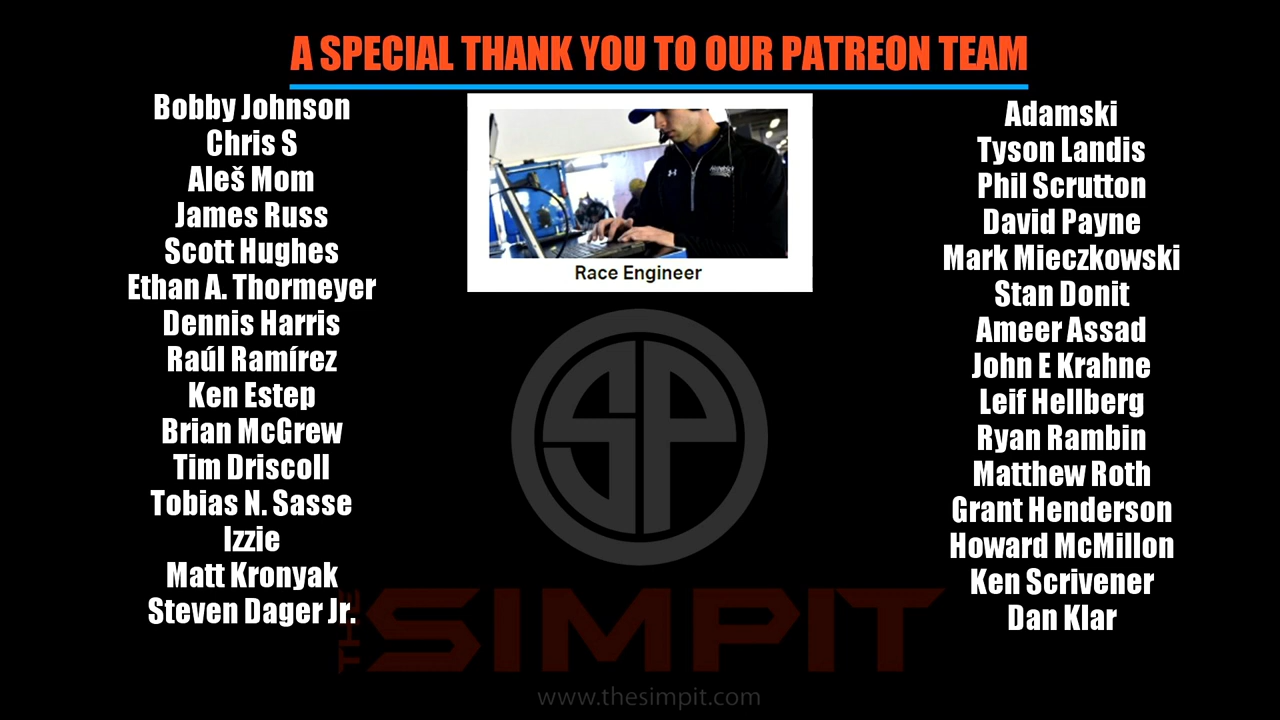 A SPECIAL THANK YOU TO OUR PATREON TEAM
Bobby Johnson
Chris S
Aleš Mom
James Russ
Scott Hughes
Ethan A. Thormeyer
Dennis Harris
Raúl Ramírez
Ken Estep
Brian McGrew
Tim Driscoll
Tobias N. Sasse
Izzie
Matt Kronyak
Steven Dager Jr.
Race Engineer
SP
THE SIMPIT
www.thesimpit.com
Adamski
Tyson Landis
Phil Scrutton
David Payne
Mark Mieczkowski
Stan Donit
Ameer Assad
John E Krahne
Leif Hellberg
Ryan Rambin
Matthew Roth
Grant Henderson
Howard McMillon
Ken Scrivener
Dan Klar